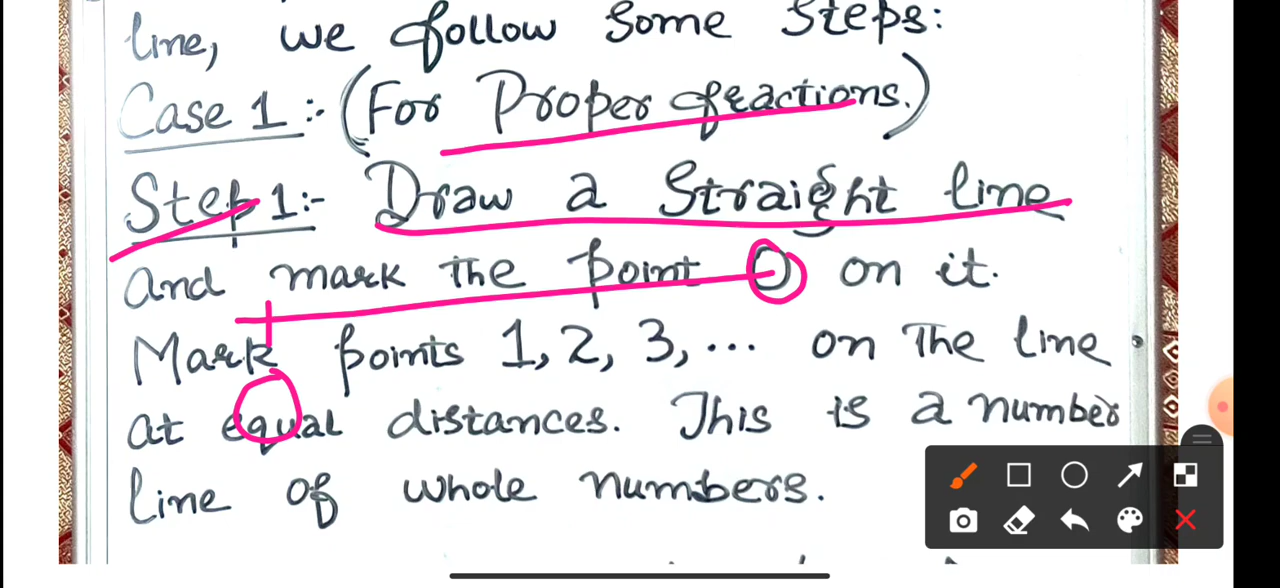 line, we follow some steps:
Case 1:- (For Proper fractions.)
Step 1:- Draw a straight line
and mark the point O on it.
Mark points 1, 2, 3, ... on the line
at equal distances. This is a number
line of whole numbers.